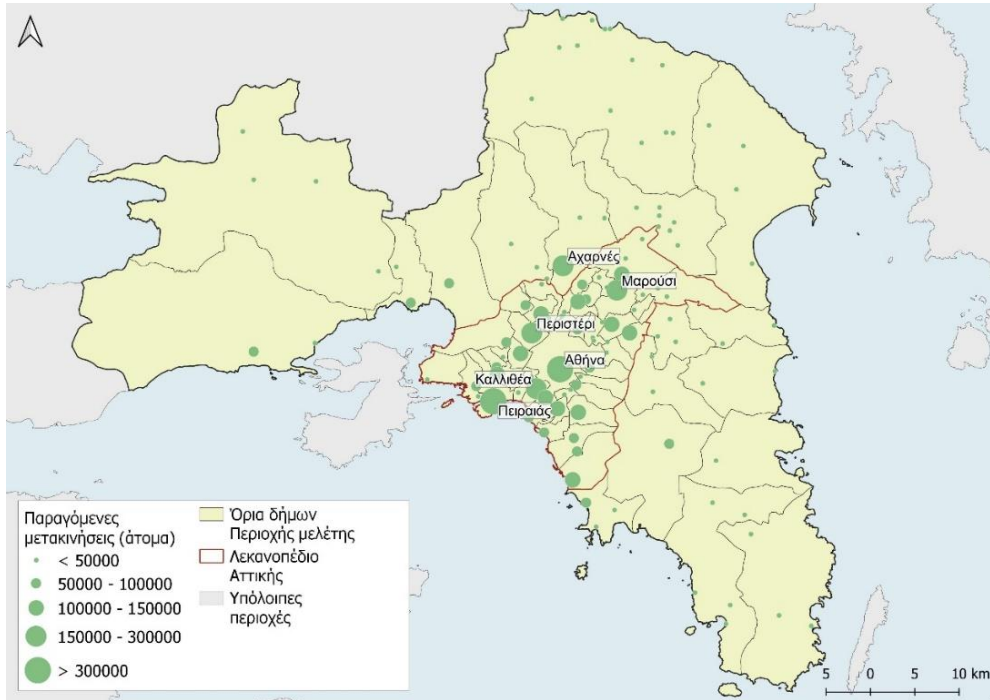 Αχαρνές
Μαρούσι
Περιστέρι
Αθήνα
Καλλιθέα
Πειραιάς
Παραγόμενες
μετακινήσεις (άτομα)
< 50000
50000 - 100000
100000 - 150000
150000 - 300000
> 300000
Όρια δήμων
Περιοχής μελέτης
Λεκανοπέδιο
Αττικής
Υπόλοιπες
περιοχές
5 0 5 10 km